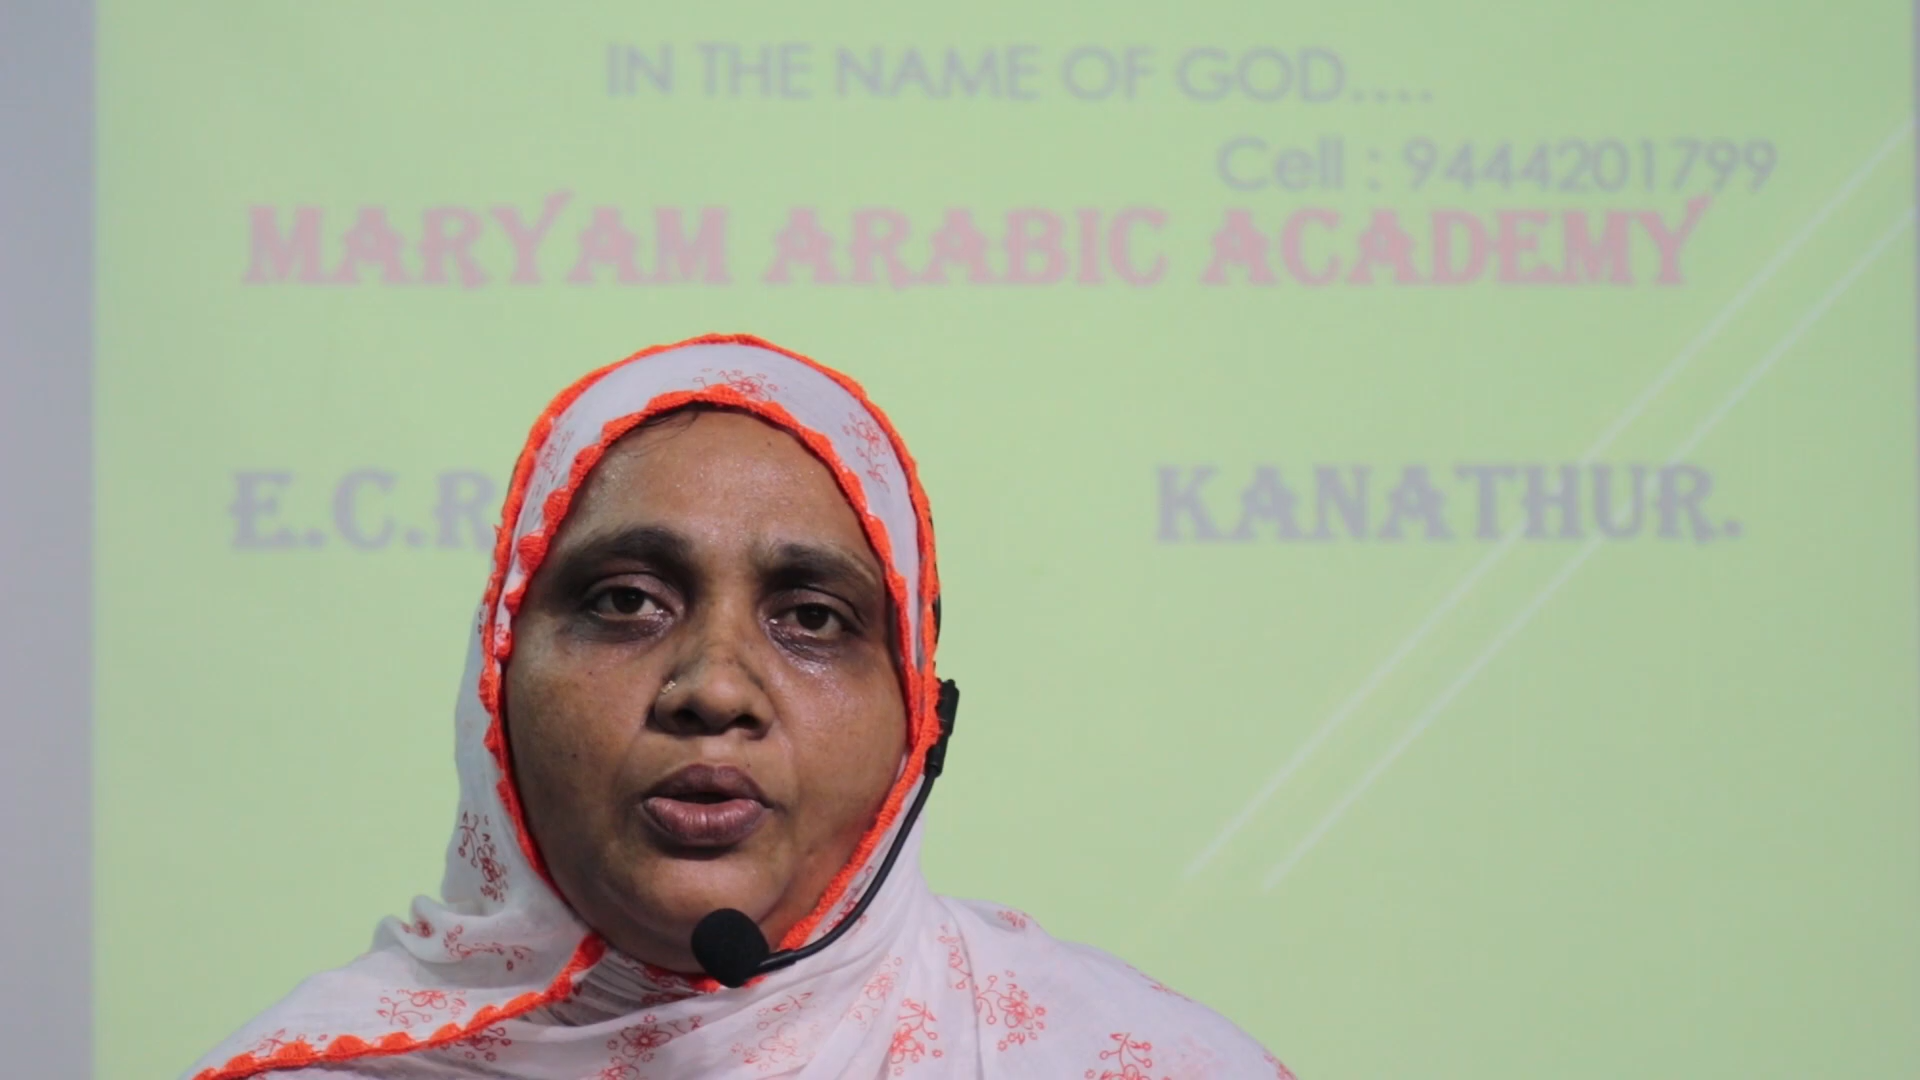 IN THE NAME OF GOD....
Cell : 9444201799
MARYAM ARABIC ACADEMY
E.C.R KANATHUR.